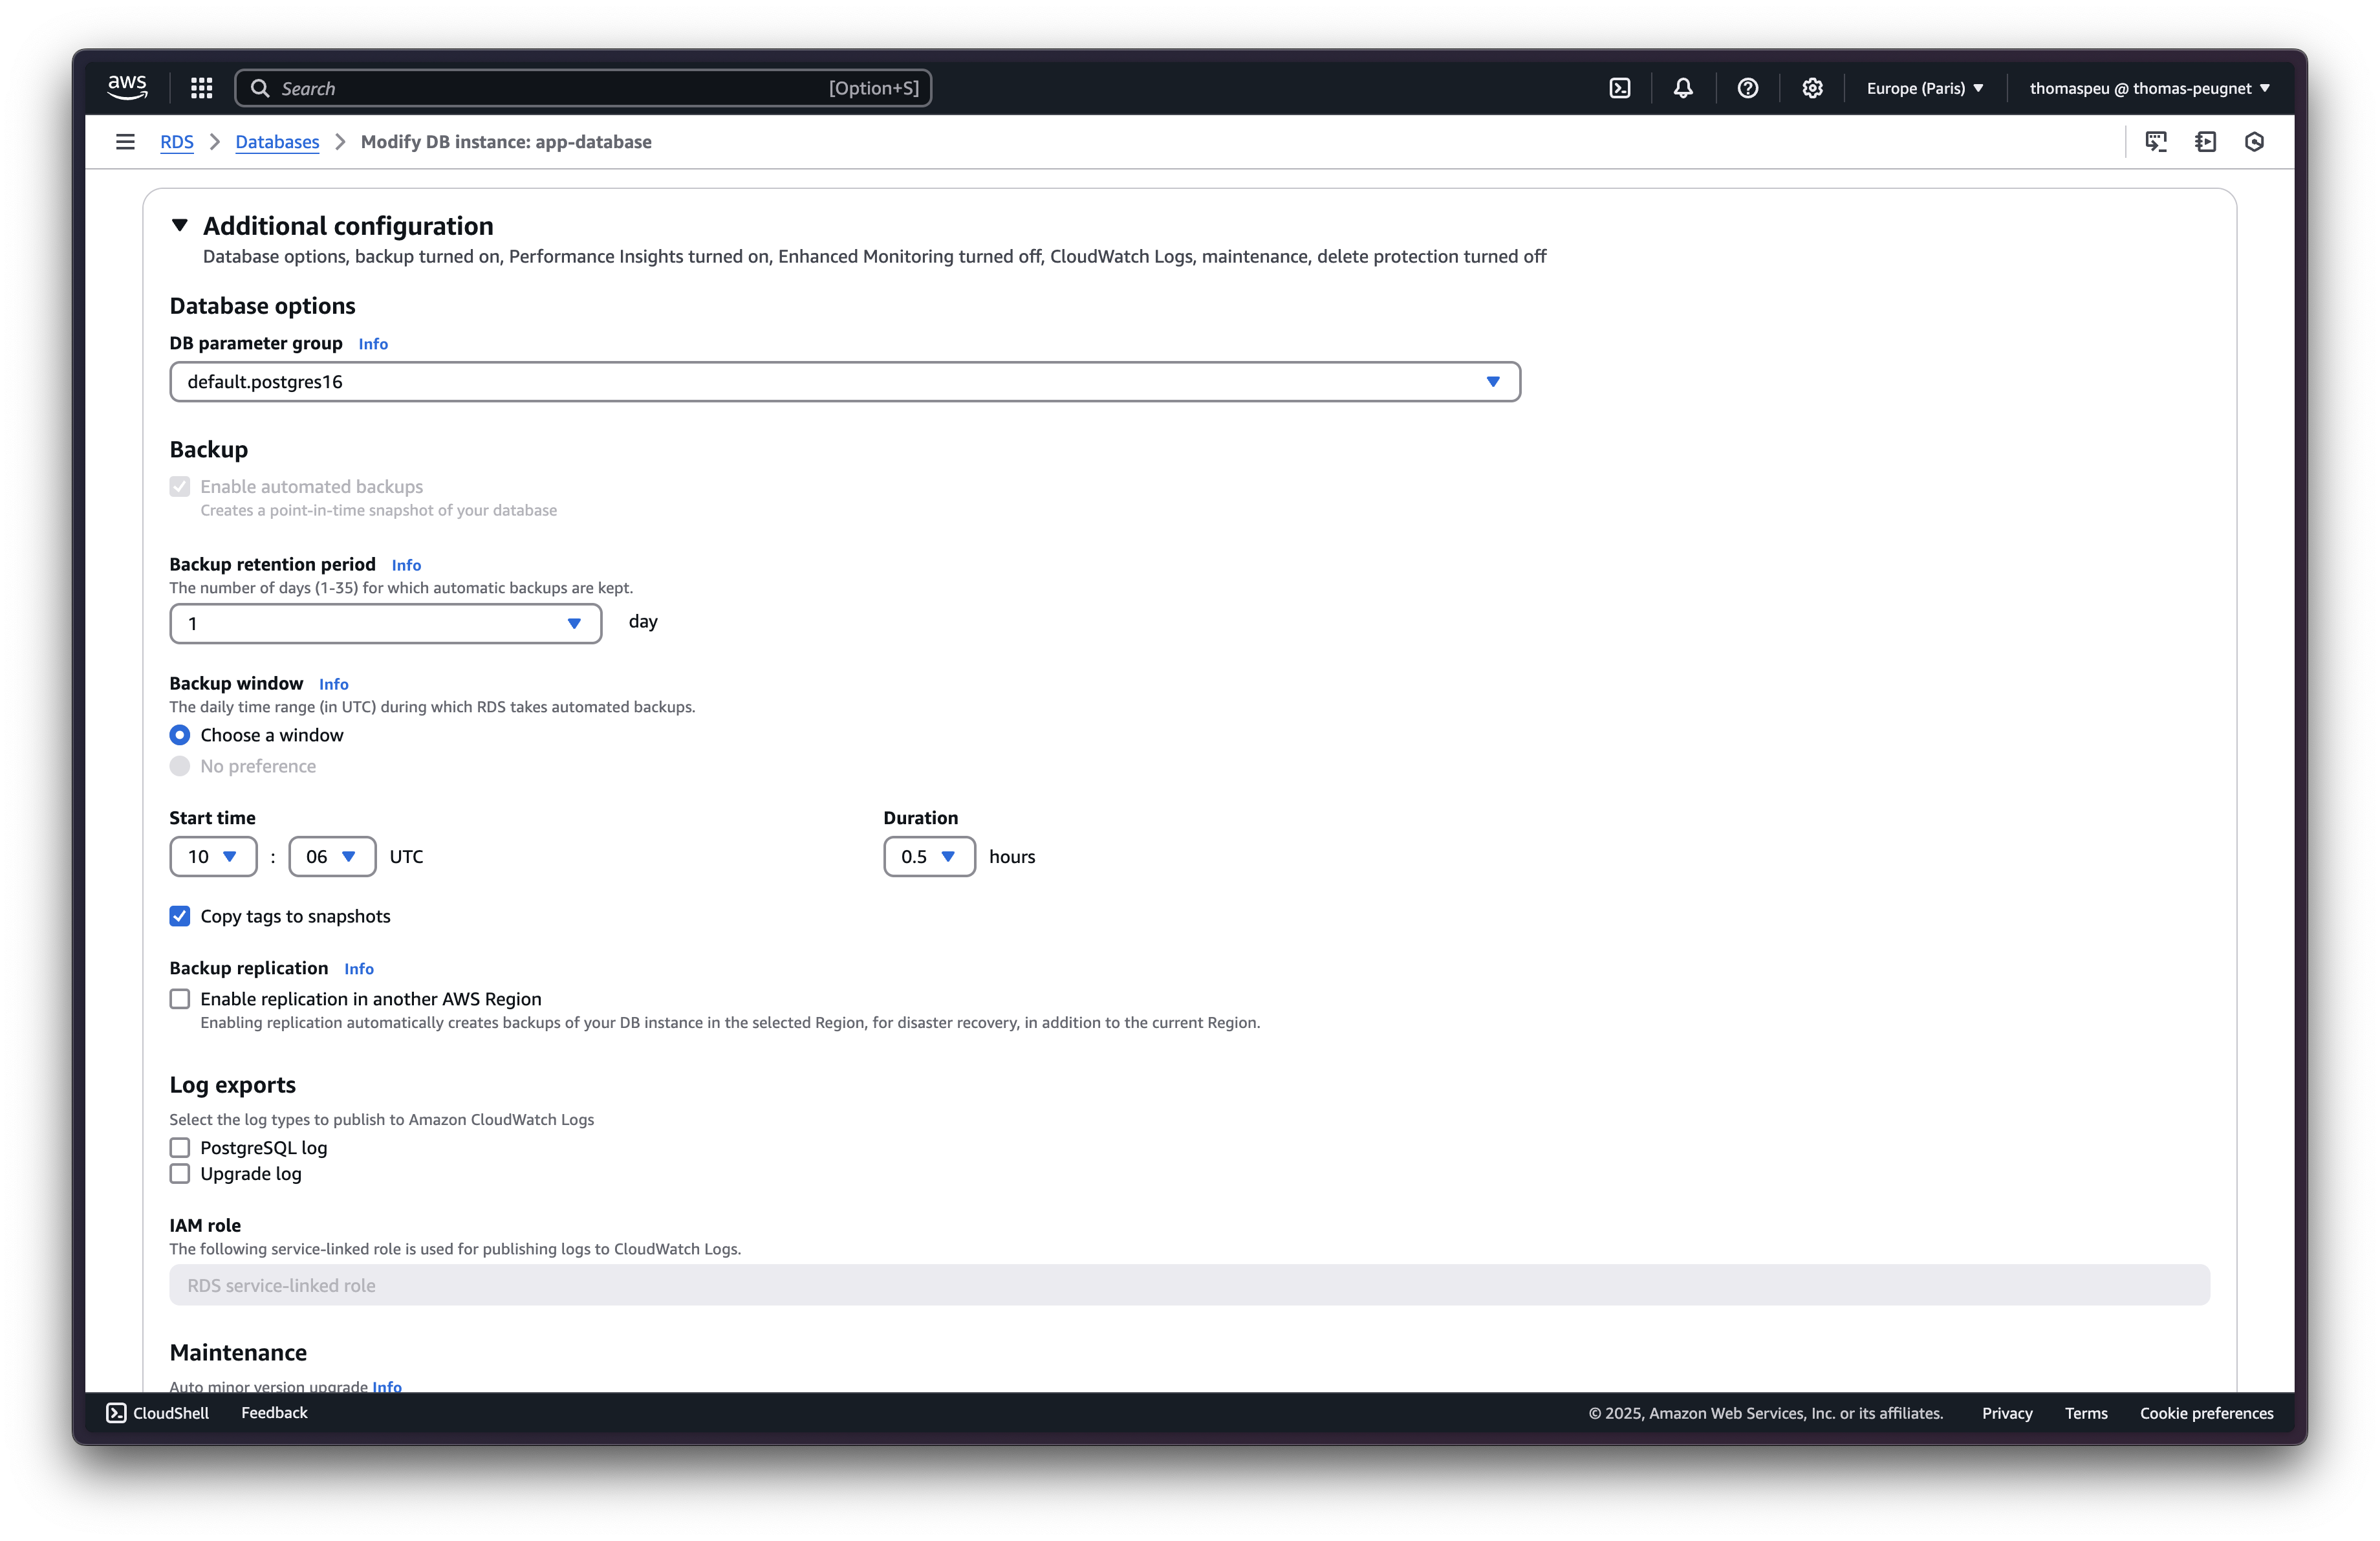 aws Search [Option+S] Europe (Paris) thomaspeu @ thomas-peugnet
RDS Databases Modify DB instance: app-database
Additional configuration
Database options, backup turned on, Performance Insights turned on, Enhanced Monitoring turned off, CloudWatch Logs, maintenance, delete protection turned off
Database options
DB parameter group Info
default.postgres16
Backup
Enable automated backups
Creates a point-in-time snapshot of your database
Backup retention period Info
The number of days (1-35) for which automatic backups are kept.
1 day
Backup window Info
The daily time range (in UTC) during which RDS takes automated backups.
Choose a window
No preference
Start time Duration
10 : 06 UTC 0.5 hours
Copy tags to snapshots
Backup replication Info
Enable replication in another AWS Region
Enabling replication automatically creates backups of your DB instance in the selected Region, for disaster recovery, in addition to the current Region.
Log exports
Select the log types to publish to Amazon CloudWatch Logs
PostgreSQL log
Upgrade log
IAM role
The following service-linked role is used for publishing logs to CloudWatch Logs.
RDS service-linked role
Maintenance
Auto minor version upgrade Info
CloudShell Feedback © 2025, Amazon Web Services, Inc. or its affiliates. Privacy Terms Cookie preferences